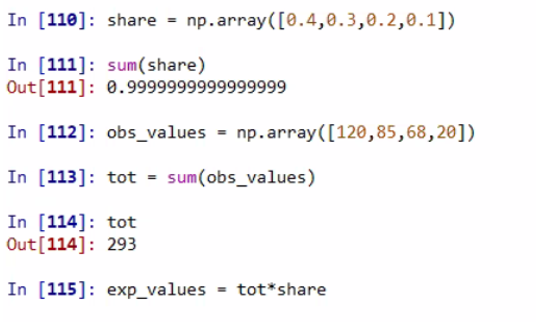 In [110]: share = np.array([0.4,0.3,0.2,0.1])
In [111]: sum(share)
Out[111]: 0.9999999999999999
In [112]: obs_values = np.array([120,85,68,20])
In [113]: tot = sum(obs_values)
In [114]: tot
Out[114]: 293
In [115]: exp_values = tot*share